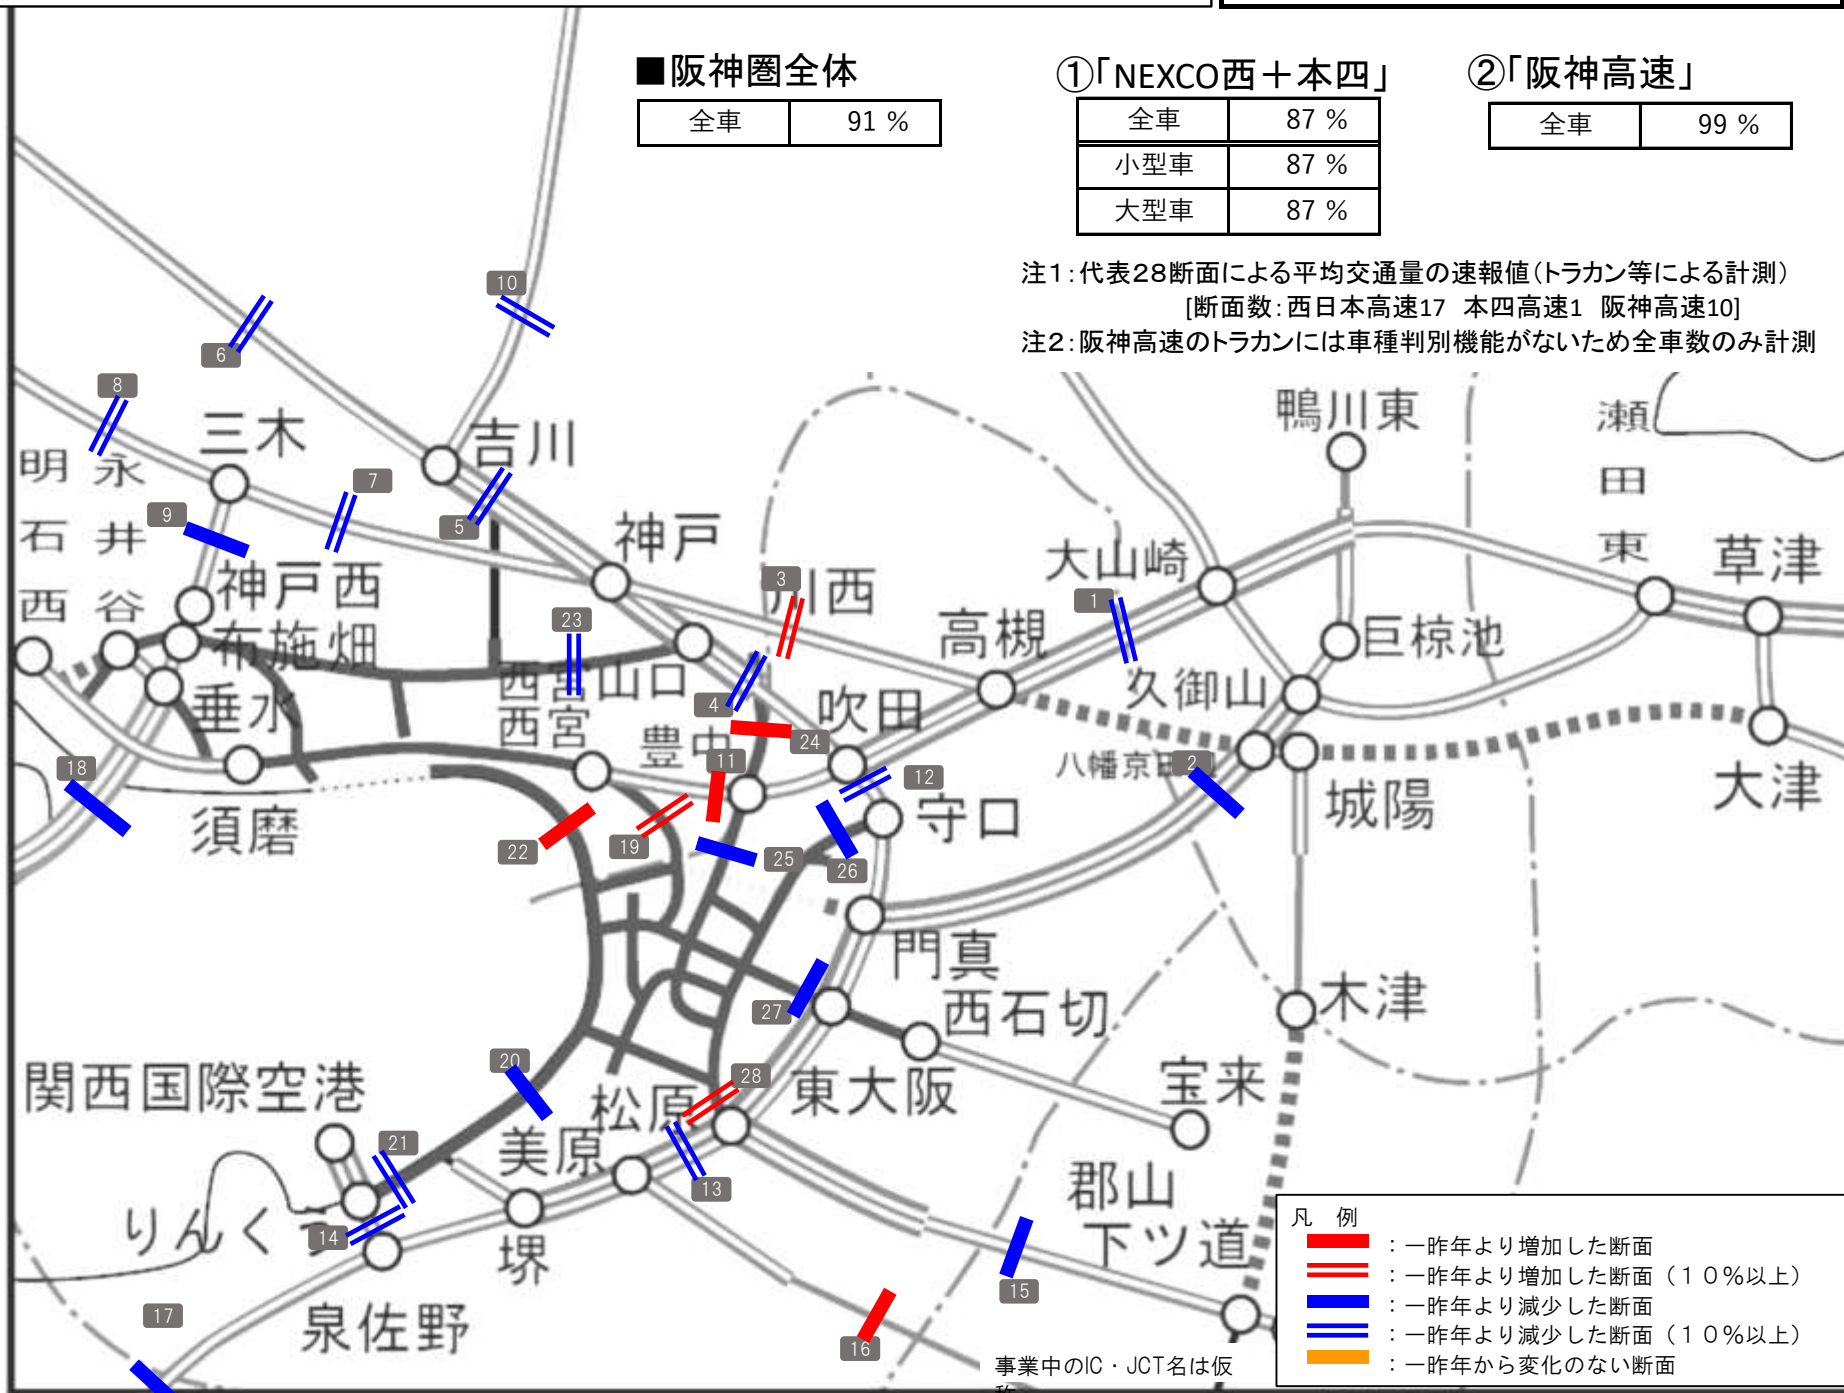 ■阪神圏全体
全車 91 %
①「NEXCO西＋本四」
全車 87 %
小型車 87 %
大型車 87 %
②「阪神高速」
全車 99 %
注1：代表28断面による平均交通量の速報値（トラカン等による計測）
[断面数：西日本高速17 本四高速1 阪神高速10]
注2：阪神高速のトラカンには車種判別機能がないため全車数のみ計測
10
6
8
三木
吉川
鴨川東
瀬田東
明石西
永井谷
7
9
5
神戸
大山崎
草津
神戸西
3
川西
1
23
布施畑
高槻
巨椋池
西宮山口
久御山
垂水
西宮
4
吹田
24
豊中
11
八幡京田
2
18
12
城陽
大津
須磨
守口
22
19
25
26
門真
27
西石切
木津
関西国際空港
20
28
松原
東大阪
宝来
21
美原
13
郡山下ツ道
りんくう
14
堺
15
17
泉佐野
16
事業中のIC・JCT名は仮
称
凡 例
：一昨年より増加した断面
：一昨年より増加した断面（１０％以上）
：一昨年より減少した断面
：一昨年より減少した断面（１０％以上）
：一昨年から変化のない断面